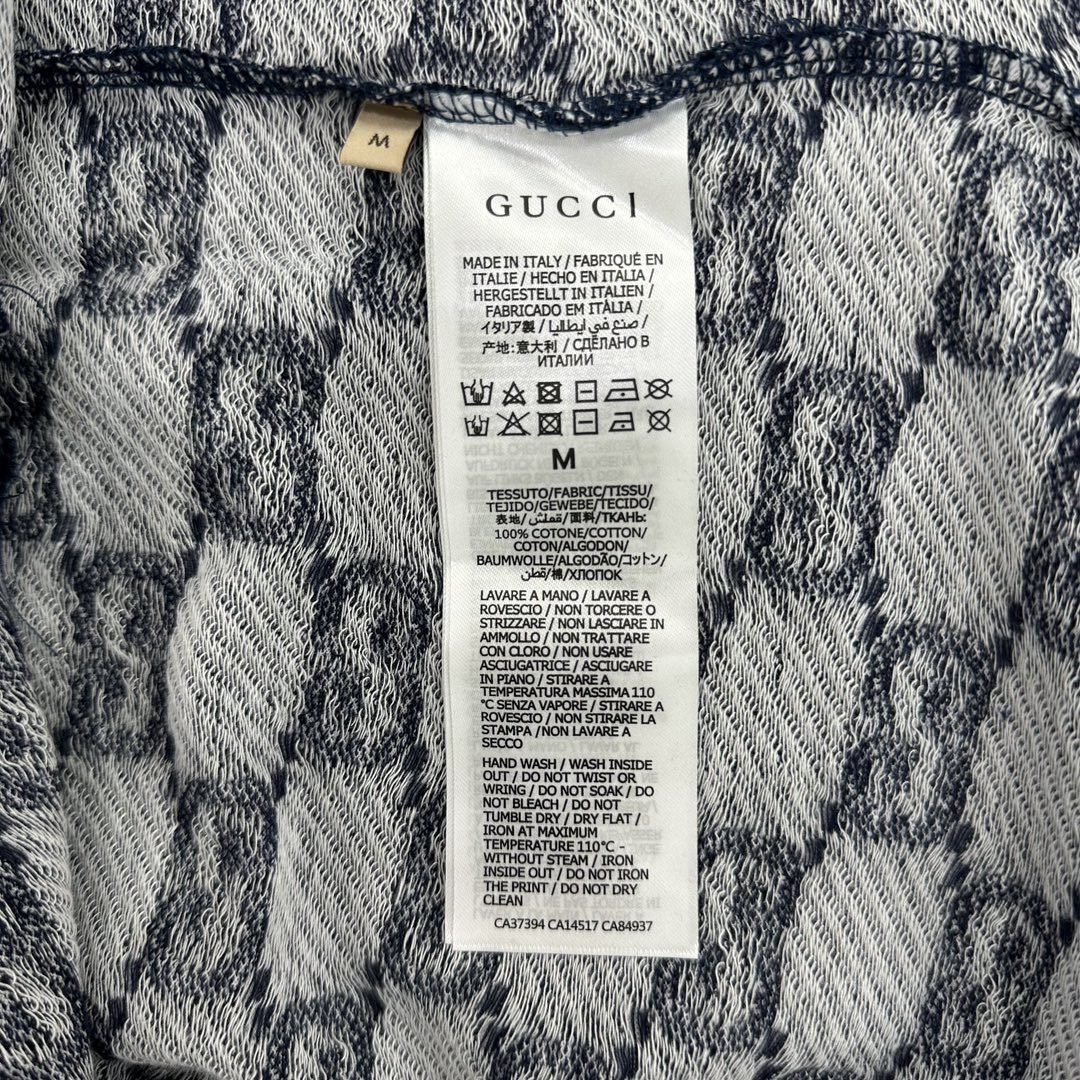 M
GUCCI
MADE IN ITALY / FABRIQUÉ EN
ITALIE / HECHO EN ITALIA /
HERGESTELLT IN ITALIEN /
FABRICADO EM ITÁLIA /
イタリア製 / صنع في ايطاليا /
产地:意大利 / СДЕЛАНО В
ИТАЛИИ
M
TESSUTO/FABRIC/TISSU/
TEJIDO/GEWEBE/TECIDO/
表地/قملش/面料/ТКАНЬ:
100% COTONE/COTTON/
COTON/ALGODON/
BAUMWOLLE/ALGODÃO/コットン/
قطن/棉/ХЛОПОК
LAVARE A MANO / LAVARE A
ROVESCIO / NON TORCERE O
STRIZZARE / NON LASCIARE IN
AMMOLLO / NON TRATTARE
CON CLORO / NON USARE
ASCIUGATRICE / ASCIUGARE
IN PIANO / STIRARE A
TEMPERATURA MASSIMA 110
°C SENZA VAPORE / STIRARE A
ROVESCIO / NON STIRARE LA
STAMPA / NON LAVARE A
SECCO
HAND WASH / WASH INSIDE
OUT / DO NOT TWIST OR
WRING / DO NOT SOAK / DO
NOT BLEACH / DO NOT
TUMBLE DRY / DRY FLAT /
IRON AT MAXIMUM
TEMPERATURE 110°C -
WITHOUT STEAM / IRON
INSIDE OUT / DO NOT IRON
THE PRINT / DO NOT DRY
CLEAN
CA37394 CA14517 CA84937